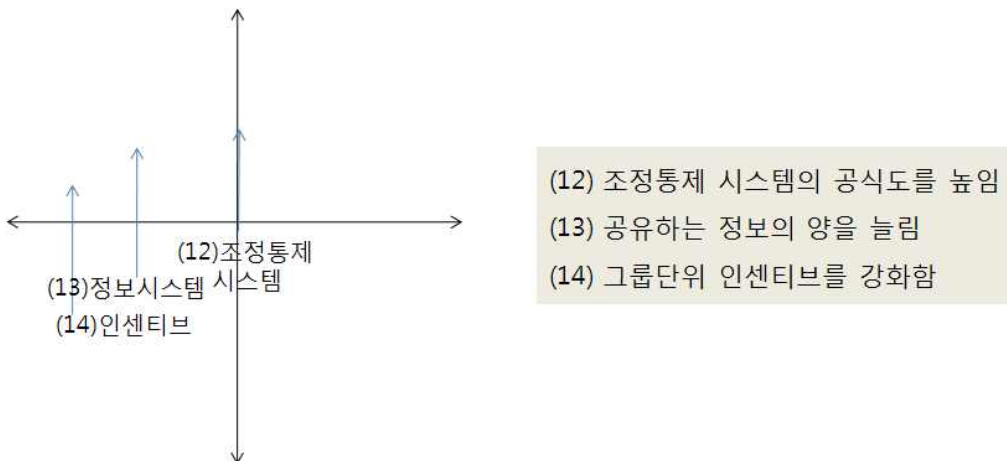 (12)조정통제
시스템
(13)정보시스템
(14)인센티브
(12) 조정통제 시스템의 공식도를 높임
(13) 공유하는 정보의 양을 늘림
(14) 그룹단위 인센티브를 강화함